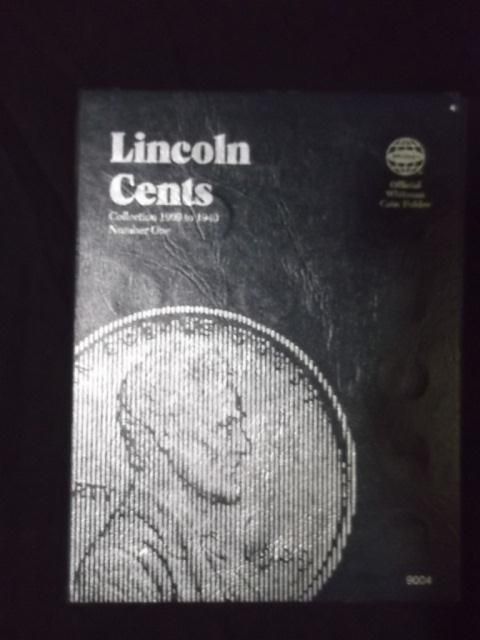 Lincoln
Cents
Collection 1909 to 1940
Number One
Official
Whitman
Coin Folder
9004